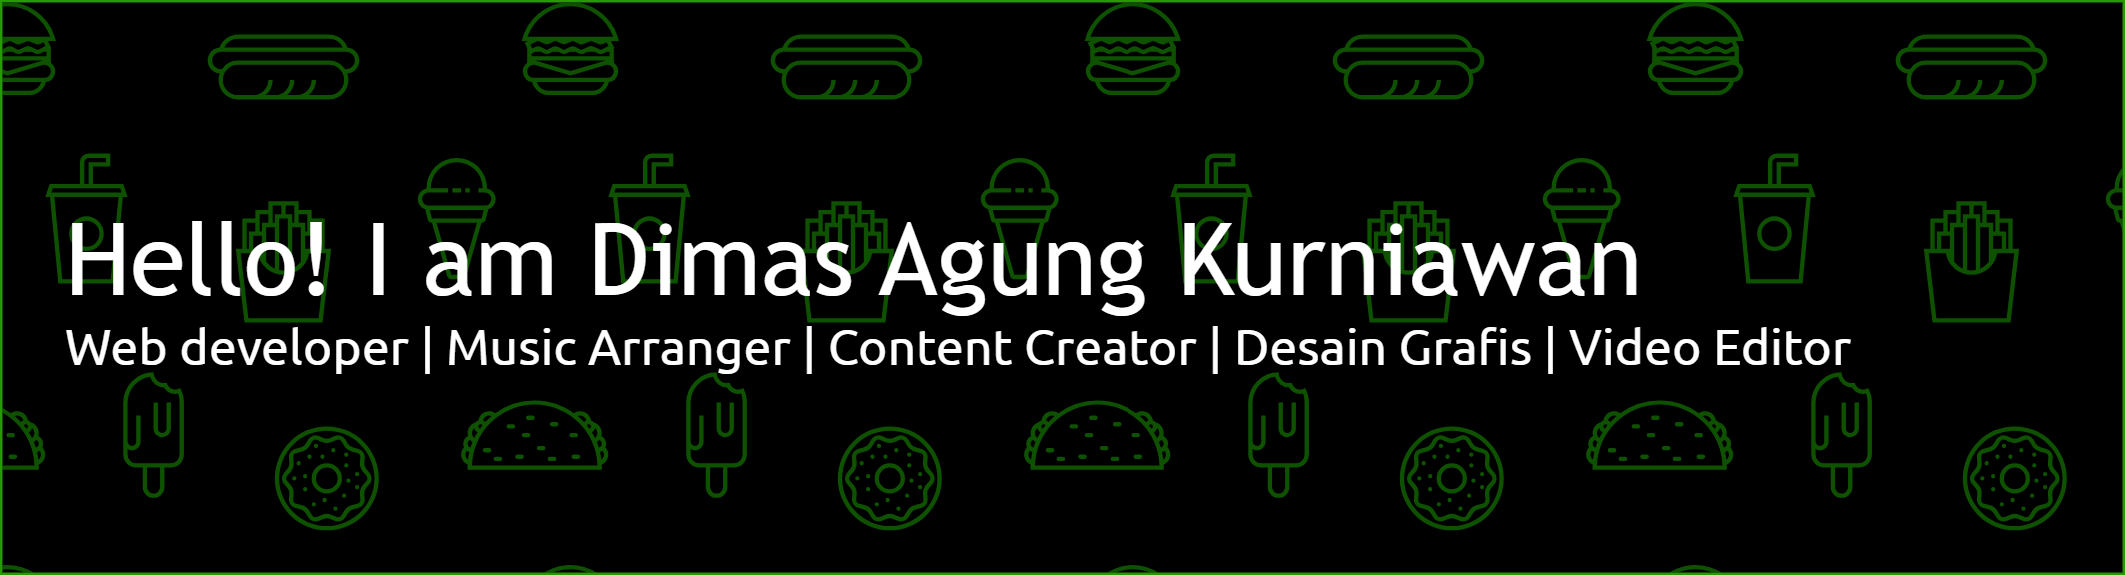 Hello! I am Dimas Agung Kurniawan
Web developer | Music Arranger | Content Creator | Desain Grafis | Video Editor